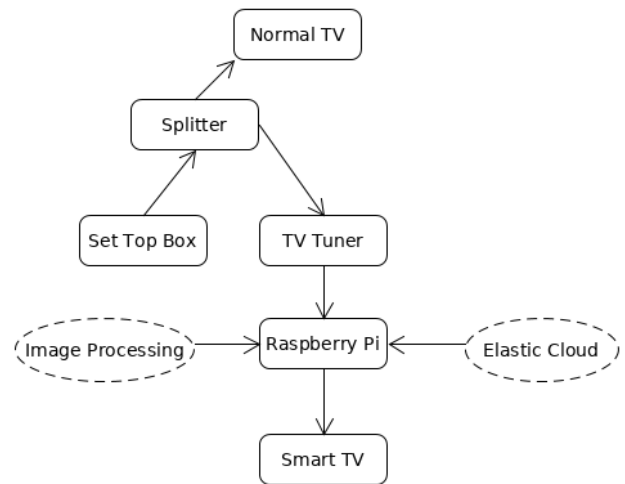 Normal TV
Splitter
Set Top Box
TV Tuner
Image Processing
Raspberry Pi
Elastic Cloud
Smart TV